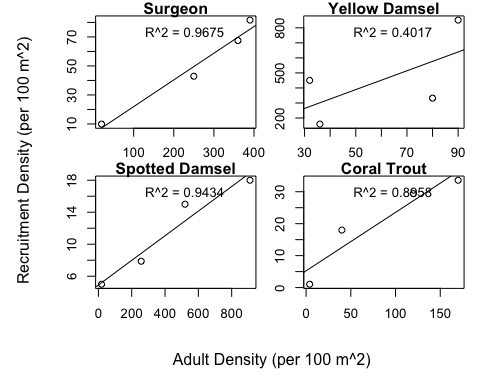 Surgeon
R^2 = 0.9675
10 30 50 70
100 200 300 400
Yellow Damsel
R^2 = 0.4017
200 500 800
30 50 70 90
Spotted Damsel
R^2 = 0.9434
6 10 14 18
0 200 400 600 800
Coral Trout
R^2 = 0.8958
0 10 20 30
0 50 100 150
Recruitment Density (per 100 m^2)
Adult Density (per 100 m^2)